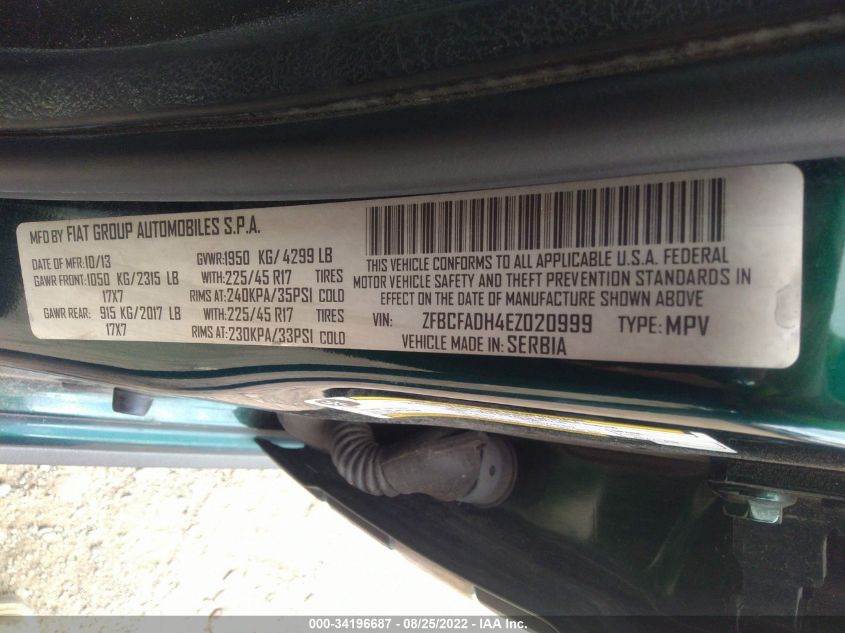 MFD BY FIAT GROUP AUTOMOBILES S.P.A.
DATE OF MFR:10/13 GVWR:1950 KG/4299 LB
GAWR FRONT:1050 KG/2315 LB WITH:225/45 R17 TIRES
17X7 RIMS AT:240KPA/35PSI COLD
GAWR REAR: 915 KG/2017 LB WITH:225/45 R17 TIRES
17X7 RIMS AT:230KPA/33PSI COLD
THIS VEHICLE CONFORMS TO ALL APPLICABLE U.S.A. FEDERAL
MOTOR VEHICLE SAFETY AND THEFT PREVENTION STANDARDS IN
EFFECT ON THE DATE OF MANUFACTURE SHOWN ABOVE
VIN: ZFBCFADH4EZ020999 TYPE: MPV
VEHICLE MADE IN: SERBIA
000-34196687 - 08/25/2022 - IAA Inc.